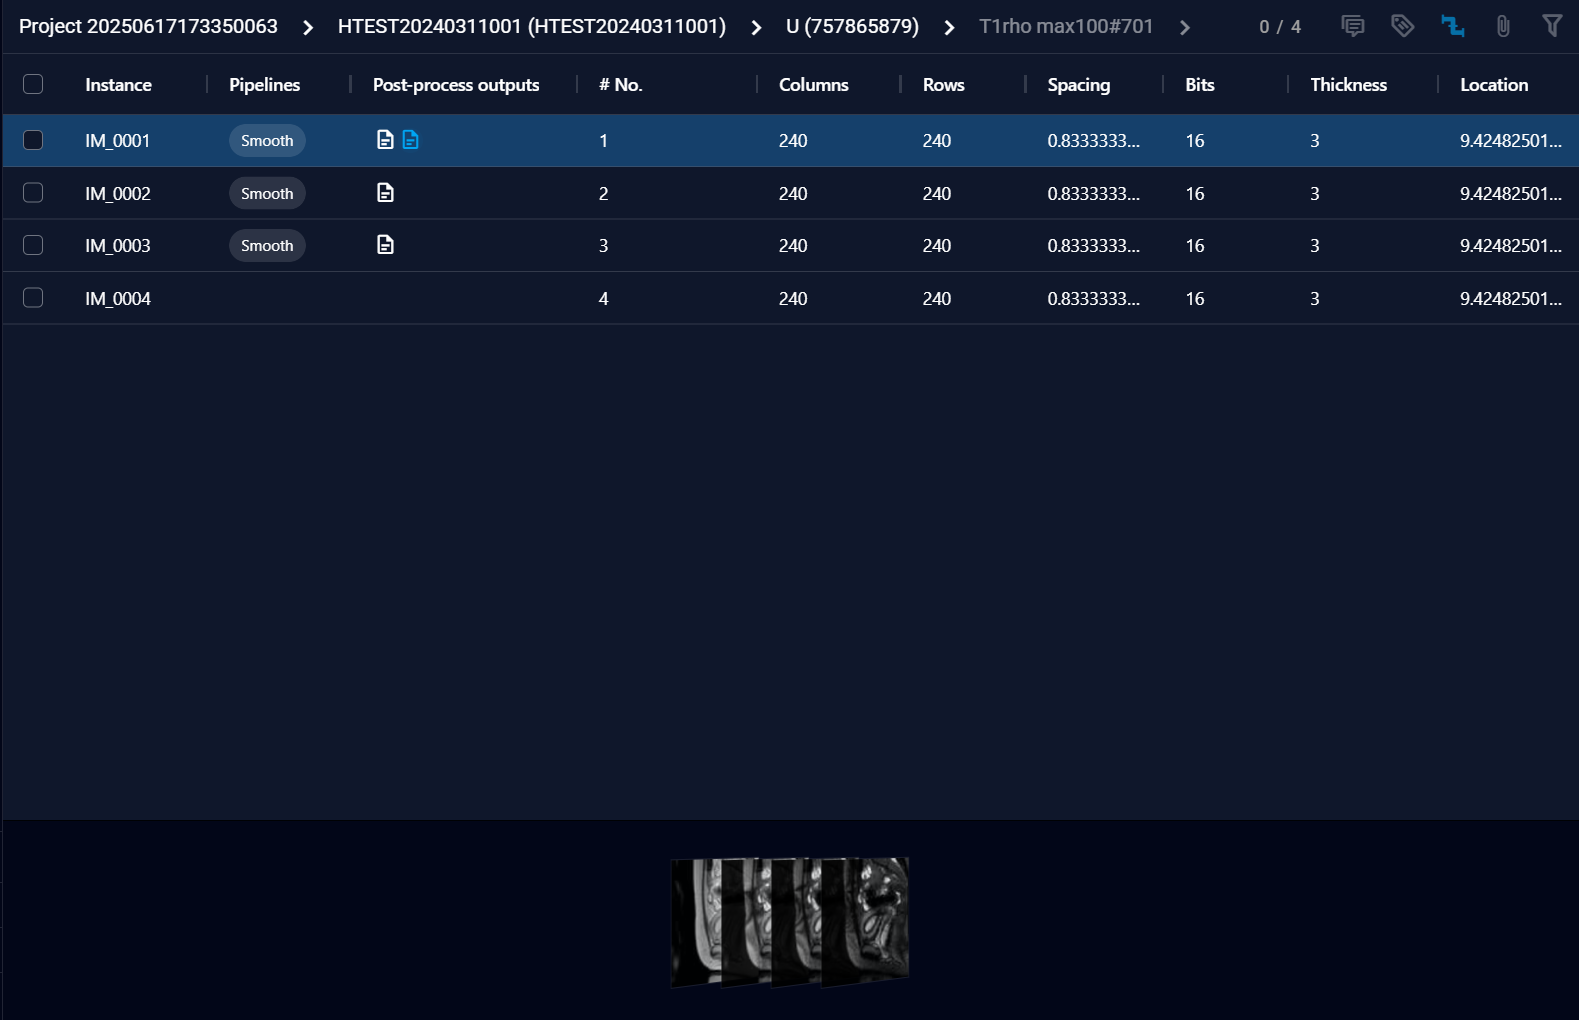 Project 20250617173350063 HTEST20240311001 (HTEST20240311001) U (757865879) T1rho max100#701 0 / 4
Instance Pipelines Post-process outputs # No. Columns Rows Spacing Bits Thickness Location
IM_0001 Smooth 1 240 240 0.8333333... 16 3 9.42482501...
IM_0002 Smooth 2 240 240 0.8333333... 16 3 9.42482501...
IM_0003 Smooth 3 240 240 0.8333333... 16 3 9.42482501...
IM_0004 4 240 240 0.8333333... 16 3 9.42482501...